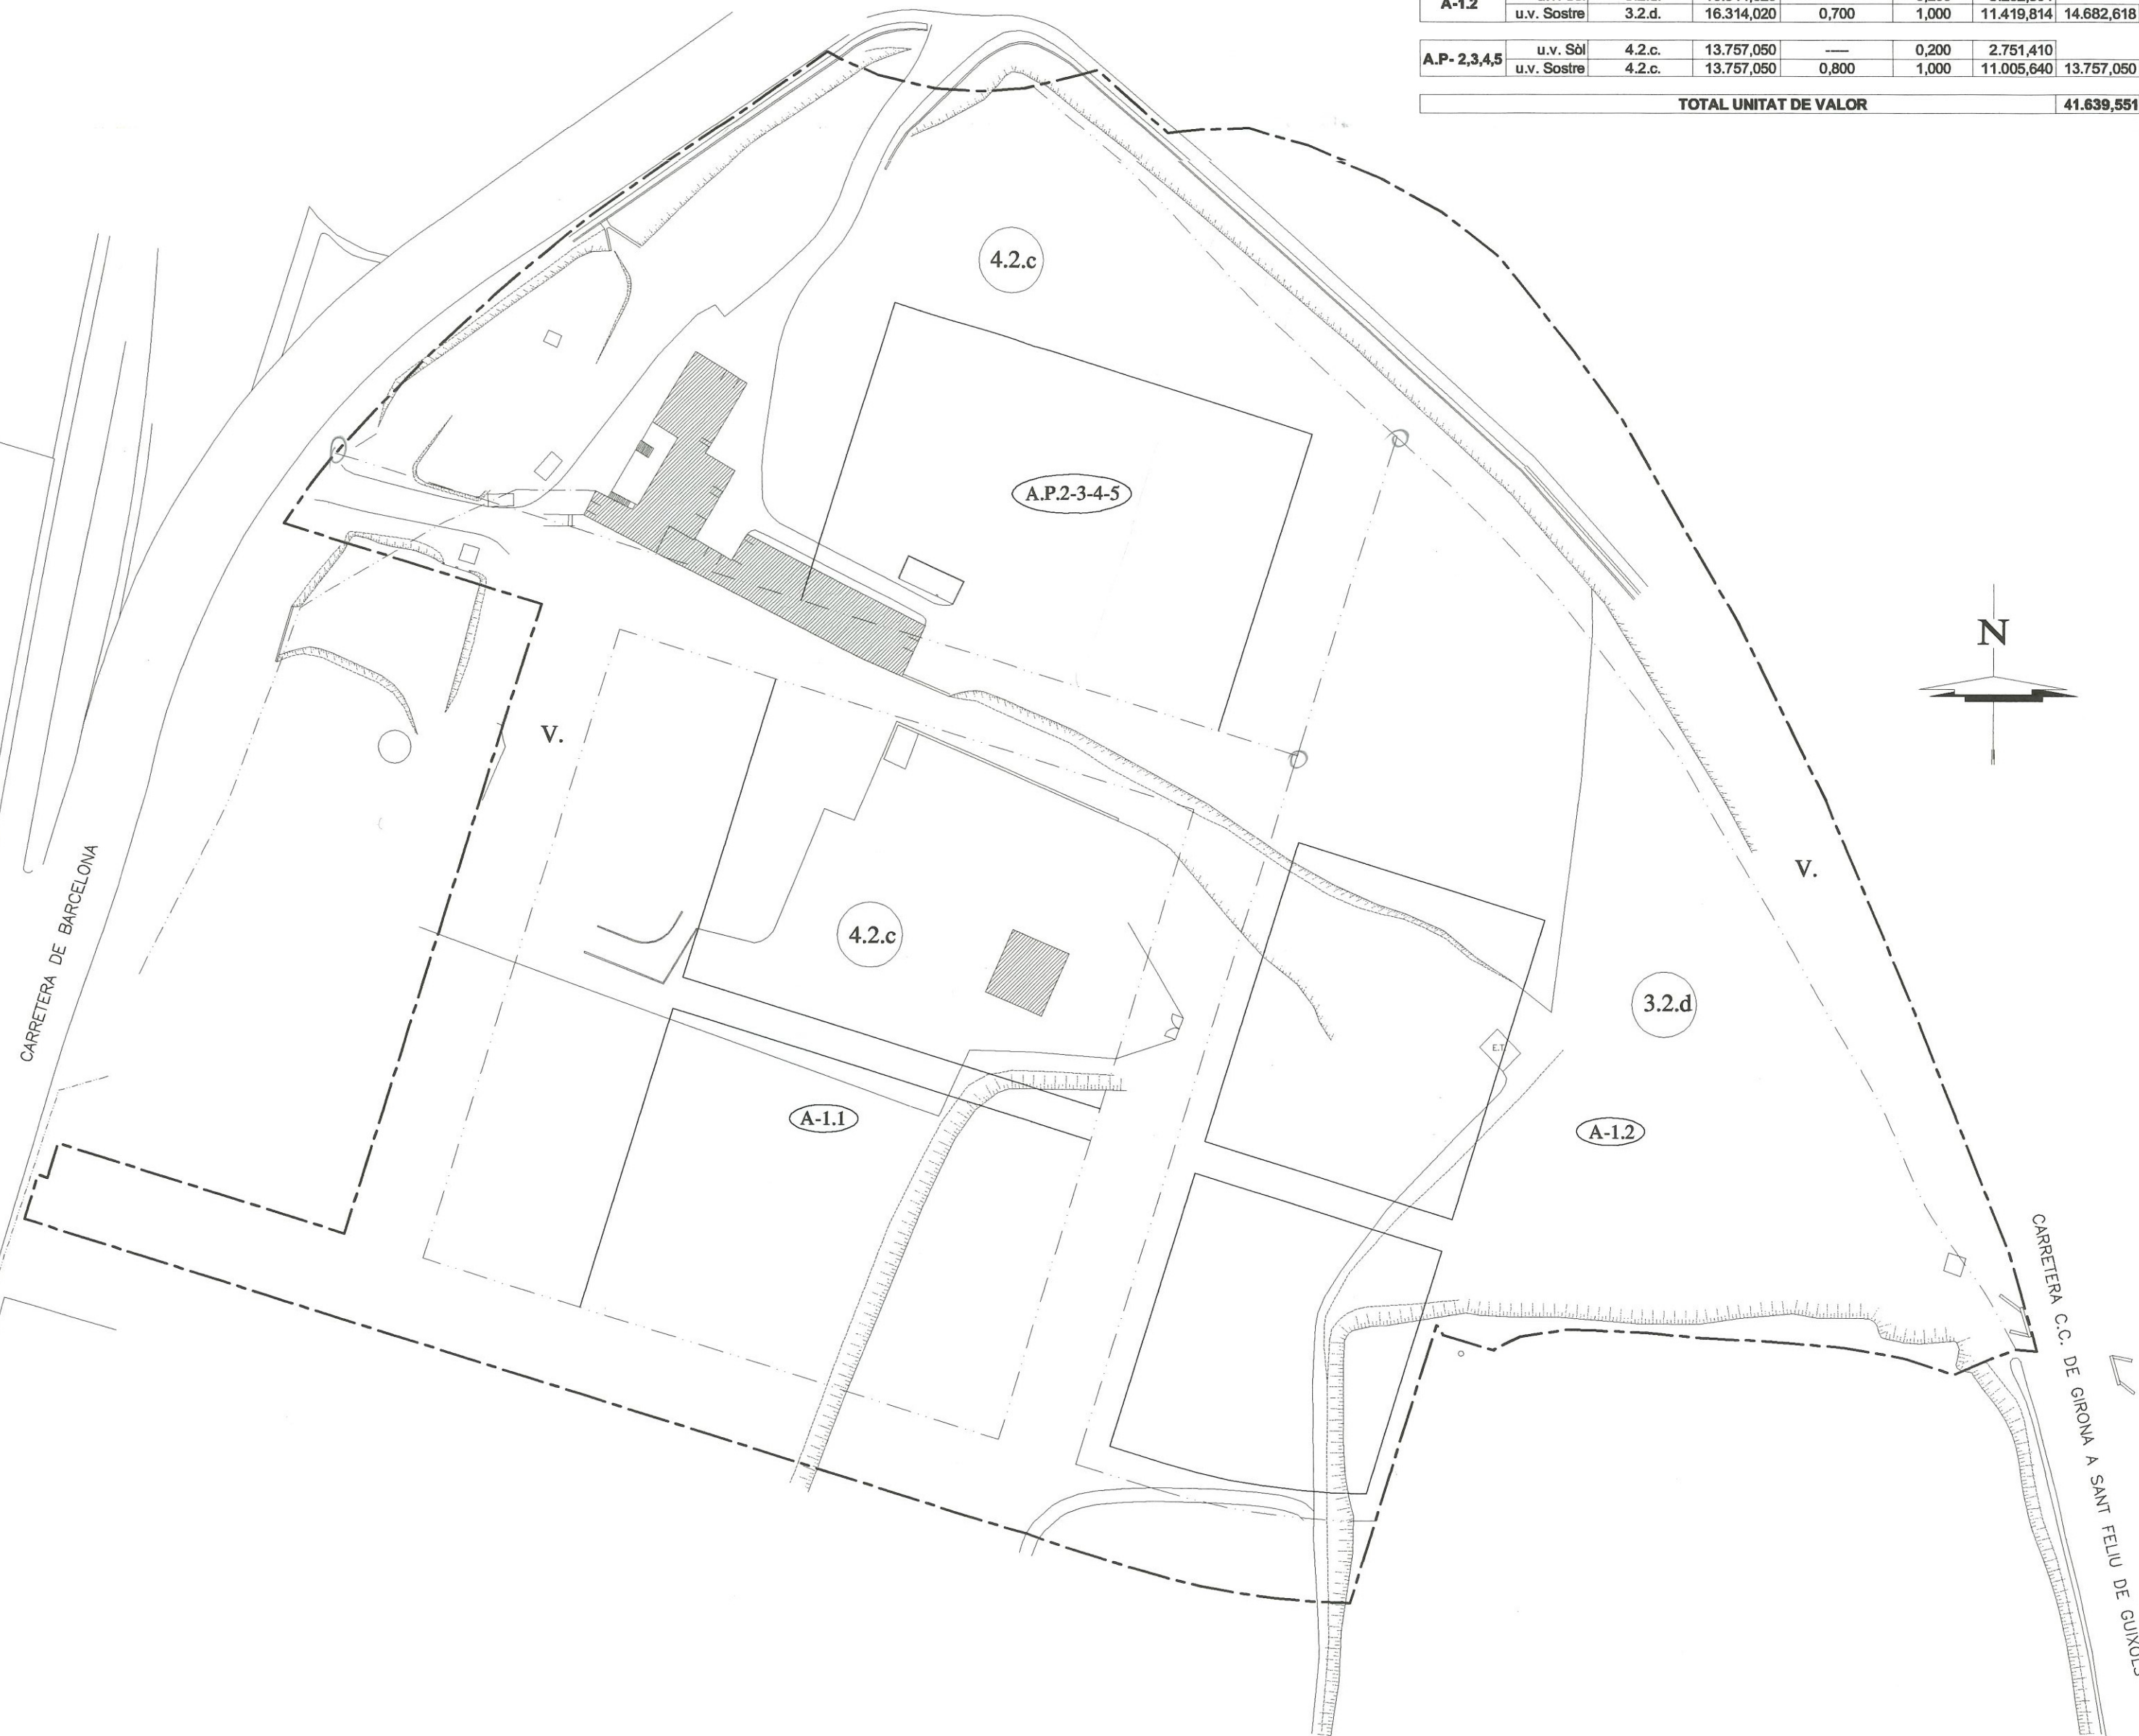 A-1.2
u.v. Sostre 3.2.d. 16.314,020 0,700 1,000 11.419,814 14.682,618
A.P- 2,3,4,5 u.v. Sòl 4.2.c. 13.757,050 ---- 0,200 2.751,410
u.v. Sostre 4.2.c. 13.757,050 0,800 1,000 11.005,640 13.757,050
TOTAL UNITAT DE VALOR 41.639,551
4.2.c
A.P.2-3-4-5
N
V.
V.
4.2.c
3.2.d
E.T.
A-1.1
A-1.2
CARRETERA DE BARCELONA
CARRETERA C.C. DE GIRONA A SANT FELIU DE GUIXOLS